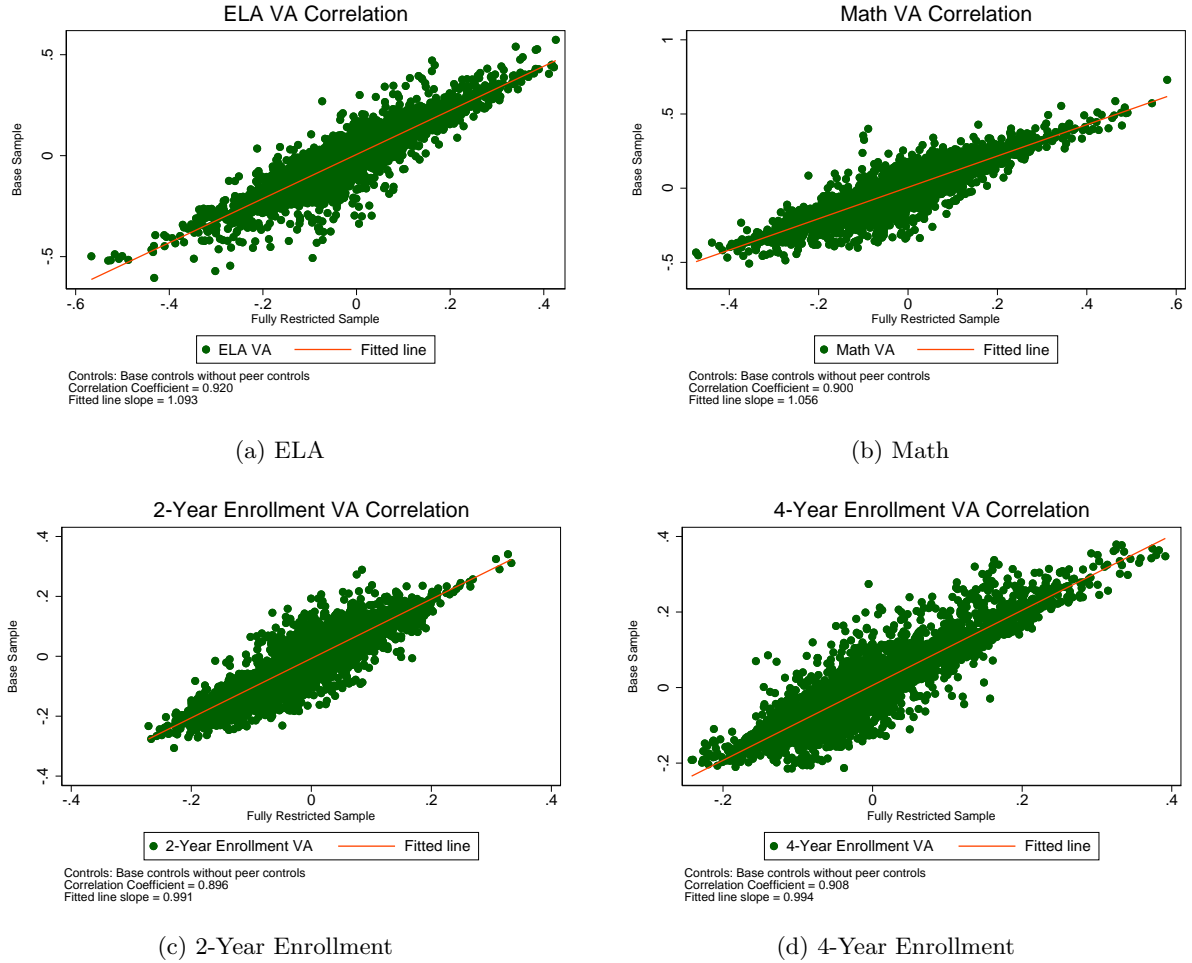 ELA VA Correlation
Base Sample
.5
0
-.5
-.6
-.4
-.2
0
.2
.4
Fully Restricted Sample
ELA VA
Fitted line
Controls: Base controls without peer controls
Correlation Coefficient = 0.920
Fitted line slope = 1.093
(a) ELA
Math VA Correlation
Base Sample
1
.5
0
-.5
-.4
-.2
0
.2
.4
.6
Fully Restricted Sample
Math VA
Fitted line
Controls: Base controls without peer controls
Correlation Coefficient = 0.900
Fitted line slope = 1.056
(b) Math
2-Year Enrollment VA Correlation
Base Sample
.4
.2
0
-.2
-.4
-.4
-.2
0
.2
.4
Fully Restricted Sample
2-Year Enrollment VA
Fitted line
Controls: Base controls without peer controls
Correlation Coefficient = 0.896
Fitted line slope = 0.991
(c) 2-Year Enrollment
4-Year Enrollment VA Correlation
Base Sample
.4
.2
0
-.2
-.2
0
.2
.4
Fully Restricted Sample
4-Year Enrollment VA
Fitted line
Controls: Base controls without peer controls
Correlation Coefficient = 0.908
Fitted line slope = 0.994
(d) 4-Year Enrollment